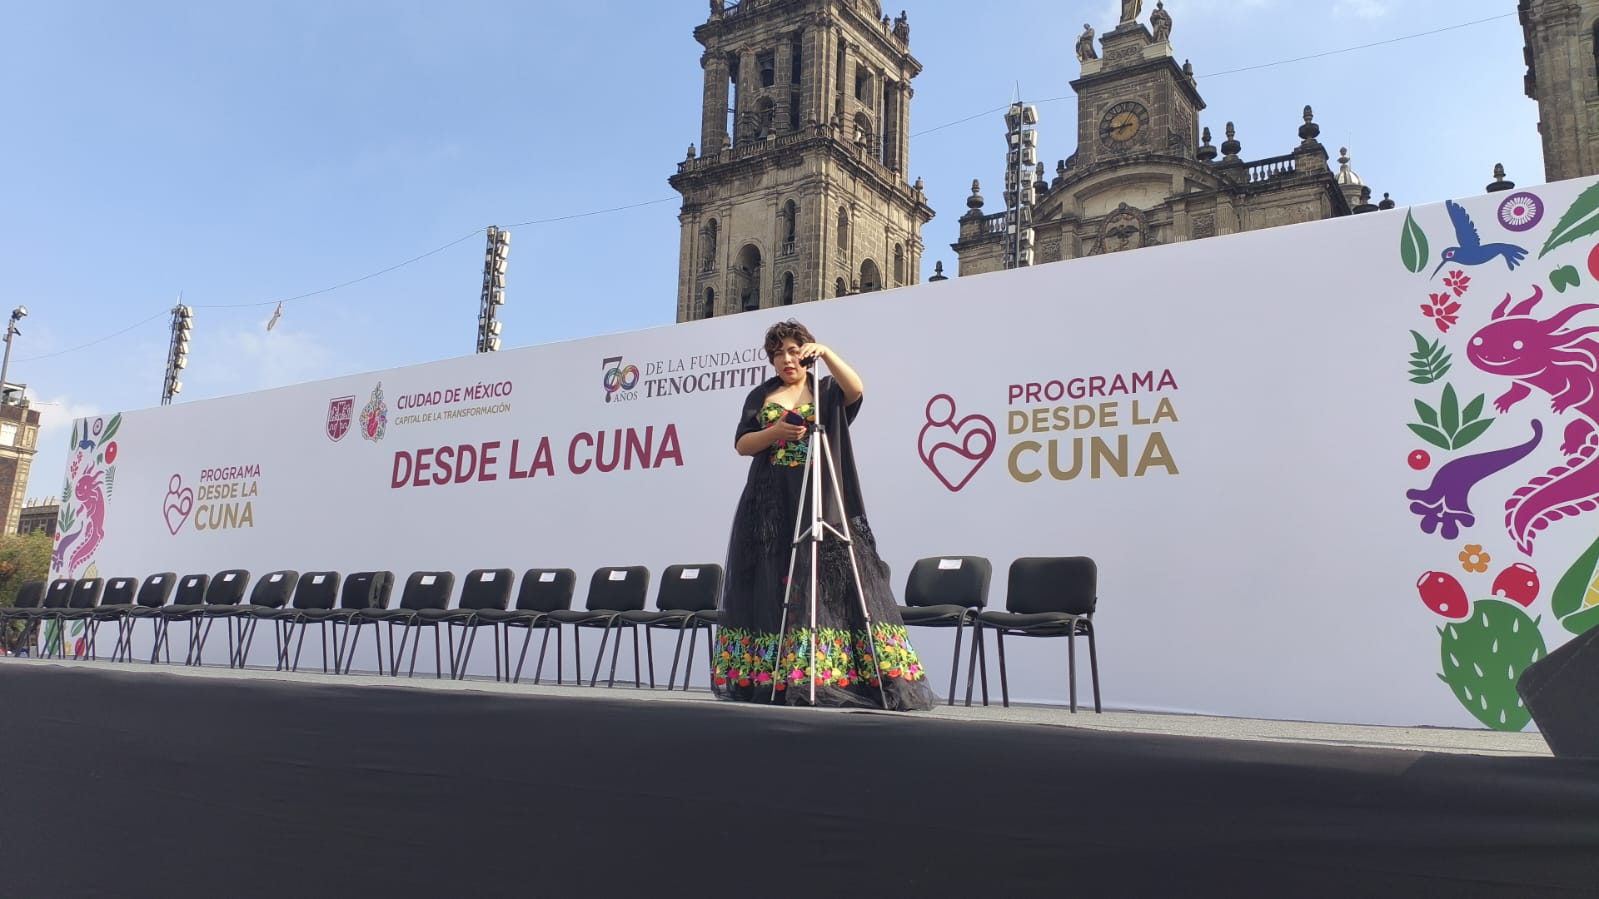 PROGRAMA
DESDE LA
CUNA
CIUDAD DE MÉXICO
CAPITAL DE LA TRANSFORMACIÓN
DESDE LA CUNA
700
AÑOS
DE LA FUNDACIÓ
TENOCHTITL
PROGRAMA
DESDE LA
CUNA